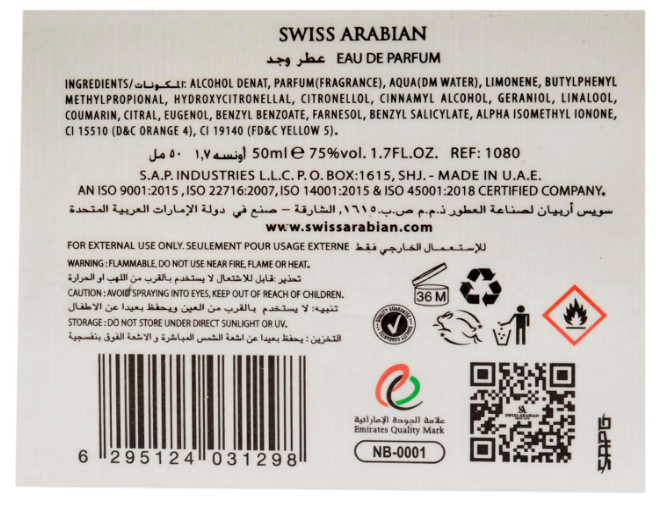 SWISS ARABIAN
عطر وجد EAU DE PARFUM
INGREDIENTS/المكونات: ALCOHOL DENAT, PARFUM(FRAGRANCE), AQUA(DM WATER), LIMONENE, BUTYLPHENYL
METHYLPROPIONAL, HYDROXYCITRONELLAL, CITRONELLOL, CINNAMYL ALCOHOL, GERANIOL, LINALOOL,
COUMARIN, CITRAL, EUGENOL, BENZYL BENZOATE, FARNESOL, BENZYL SALICYLATE, ALPHA ISOMETHYL IONONE,
CI 15510 (D&C ORANGE 4), CI 19140 (FD&C YELLOW 5).
٥٠ مل ١,٧ أونسه 50ml e 75%vol. 1.7FL.OZ. REF: 1080
S.A.P. INDUSTRIES L.L.C. P. O. BOX:1615, SHJ. - MADE IN U.A.E.
AN ISO 9001:2015 ,ISO 22716:2007, ISO 14001:2015 & ISO 45001:2018 CERTIFIED COMPANY.
سويس أربيان لصناعة العطور ذ.م.م ص.ب.١٦١٥, الشارقة – صنع في دولة الإمارات العربية المتحدة
www.swissarabian.com
FOR EXTERNAL USE ONLY. SEULEMENT POUR USAGE EXTERNE للإستعمال الخارجي فقط
WARNING : FLAMMABLE, DO NOT USE NEAR FIRE, FLAME OR HEAT.
تحذير : قابل للاشتعال لا يستخدم بالقرب من اللهب او الحرارة
CAUTION : AVOID SPRAYING INTO EYES, KEEP OUT OF REACH OF CHILDREN.
تنبيه: لا يستخدم بالقرب من العين ويحفظ بعيدا عن الاطفال
STORAGE : DO NOT STORE UNDER DIRECT SUNLIGHT OR UV.
التخزين : يحفظ بعيدا عن اشعة الشمس المباشرة و الاشعة الفوق بنفسجية
36 M
علامة الجودة الإماراتية
Emirates Quality Mark
NB-0001
SWISS ARABIAN
SAPG
6 295124 031298